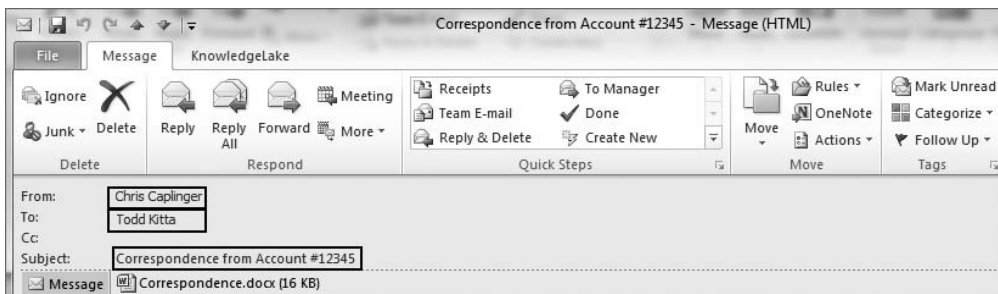 Correspondence from Account #12345 - Message (HTML)
File Message KnowledgeLake
Ignore Delete Reply Reply All Forward Meeting Receipts To Manager Move Rules Mark Unread
Junk More Team E-mail Done OneNote Categorize
Reply & Delete Create New Actions Follow Up
Delete Respond Quick Steps Move Tags
From: Chris Caplinger
To: Todd Kitta
Cc:
Subject: Correspondence from Account #12345
Message Correspondence.docx (16 KB)